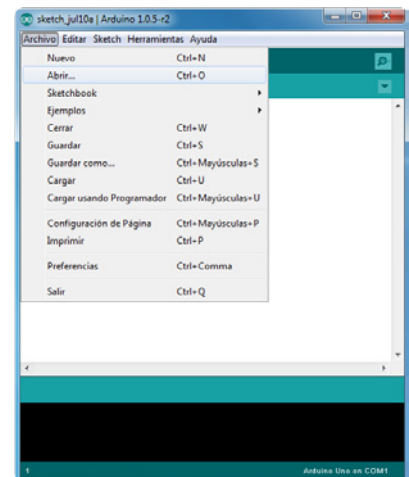 sketch_jul10a | Arduino 1.0.5-r2
Archivo Editar Sketch Herramientas Ayuda
Nuevo Ctrl+N
Abrir... Ctrl+O
Sketchbook
Ejemplos
Cerrar Ctrl+W
Guardar Ctrl+S
Guardar como... Ctrl+Mayúsculas+S
Cargar Ctrl+U
Cargar usando Programador Ctrl+Mayúsculas+U
Configuración de Página Ctrl+Mayúsculas+P
Imprimir Ctrl+P
Preferencias Ctrl+Comma
Salir Ctrl+Q
1 Arduino Uno on COM1